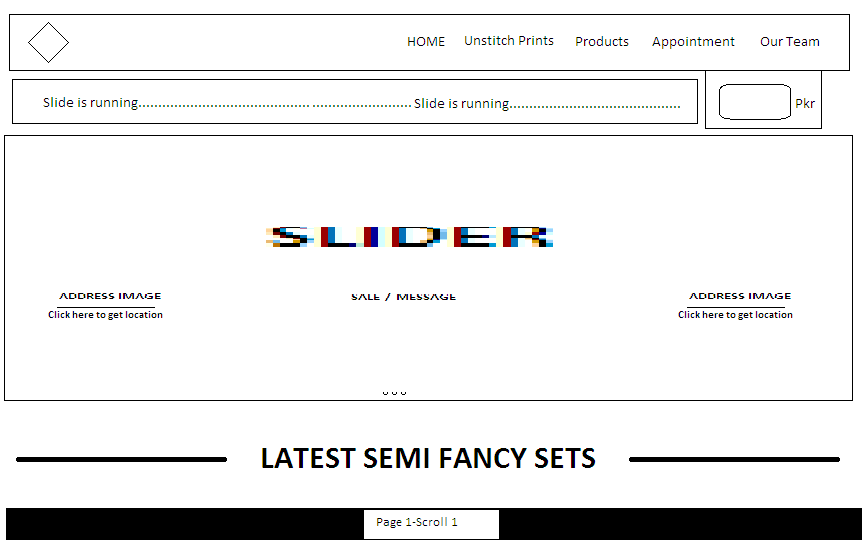 HOME Unstitch Prints Products Appointment Our Team
Slide is running........................................... ......................... Slide is running........................................... Pkr
SLIDER
ADDRESS IMAGE SALE / MESSAGE ADDRESS IMAGE
Click here to get location Click here to get location
LATEST SEMI FANCY SETS
Page 1-Scroll 1